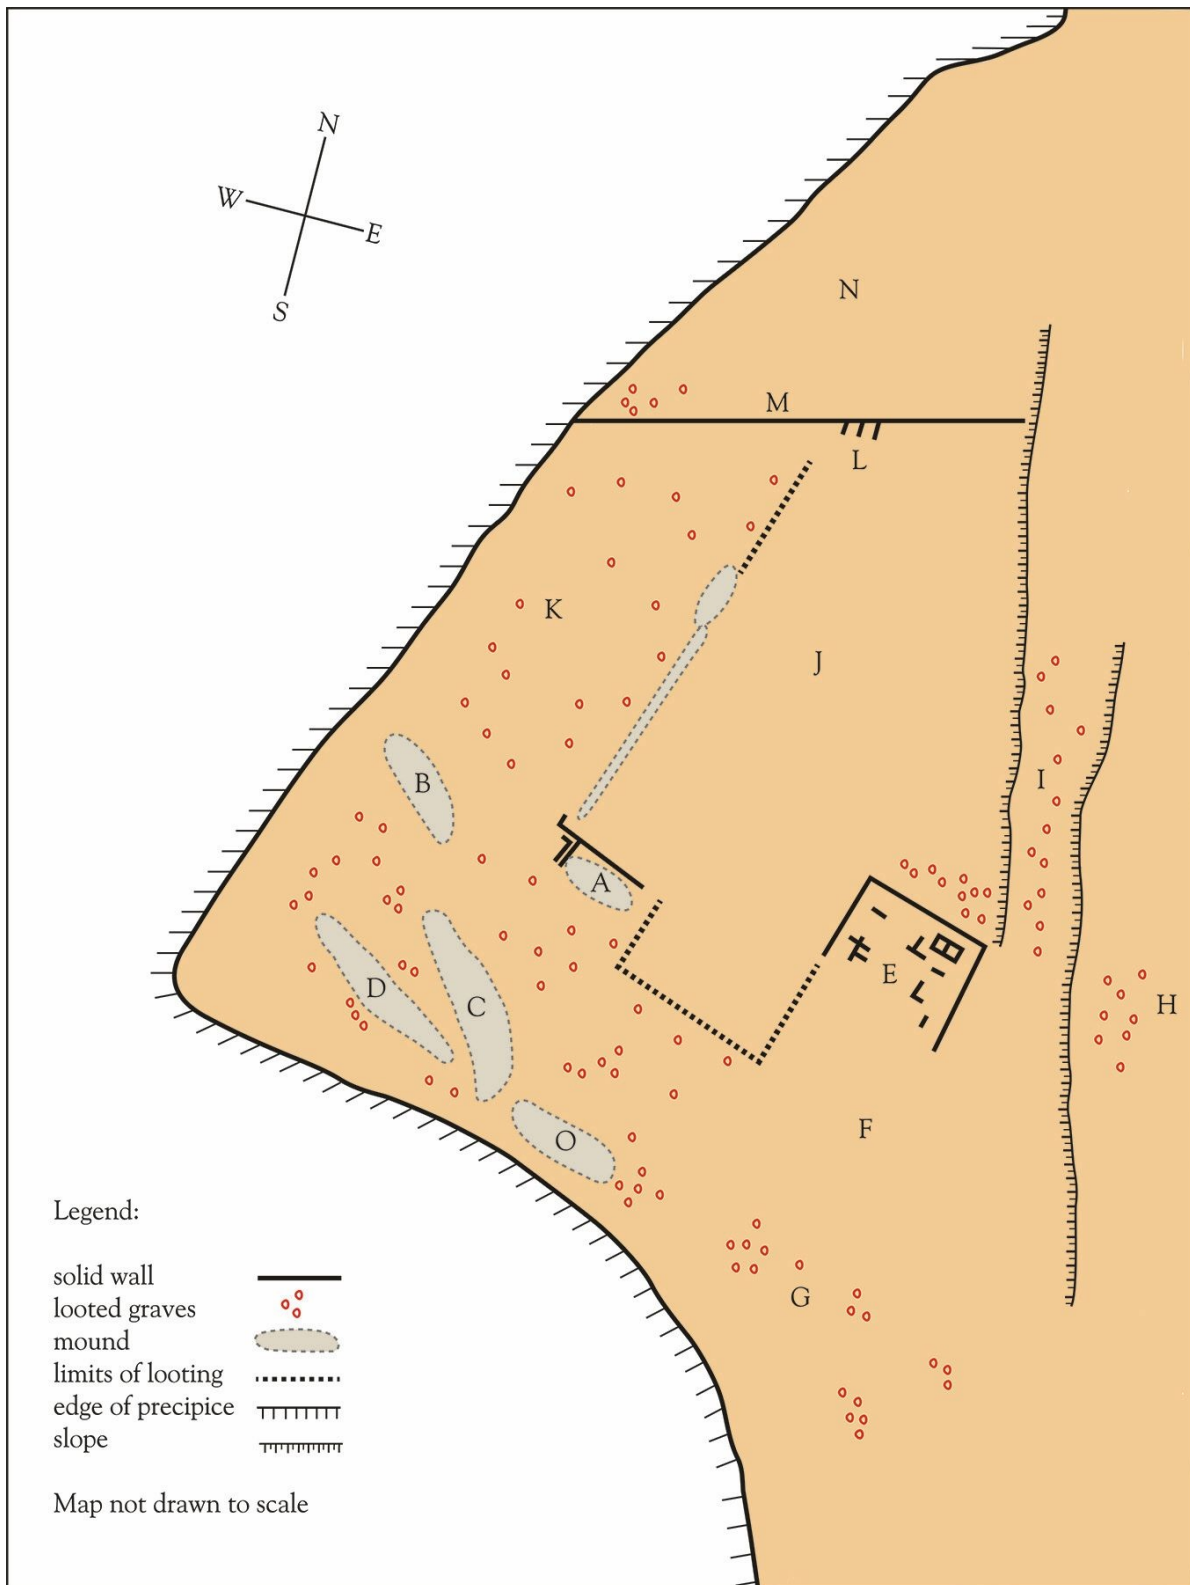 N
W
E
S
N
M
L
K
J
B
I
A
E
D
C
H
F
O
G
Legend:
solid wall
looted graves
mound
limits of looting
edge of precipice
slope
Map not drawn to scale